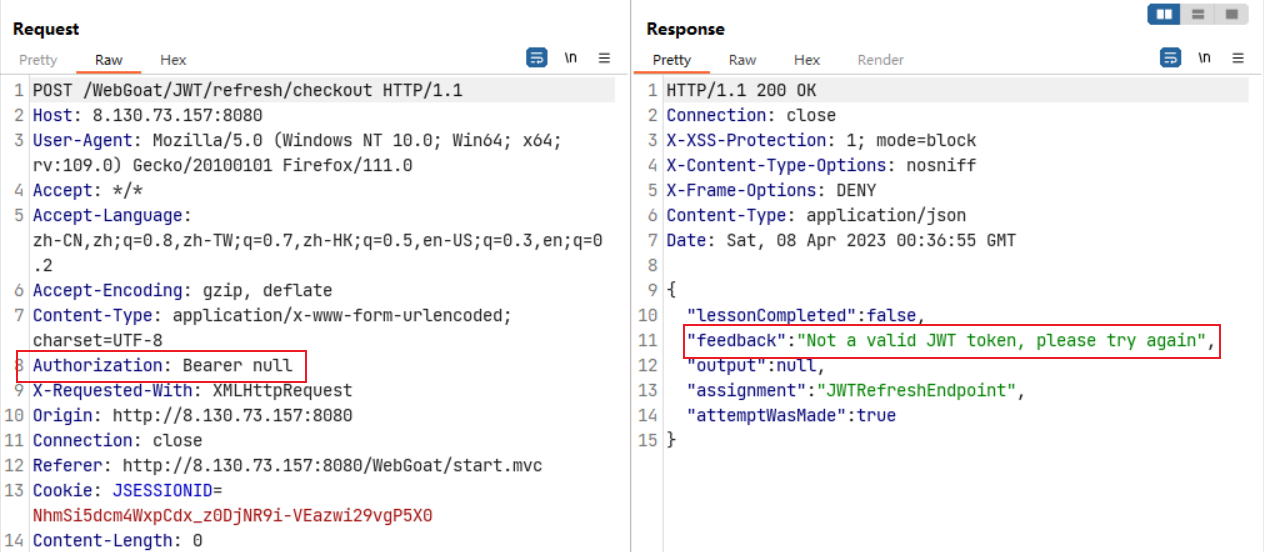 Request
Pretty Raw Hex
\n
1 POST /WebGoat/JWT/refresh/checkout HTTP/1.1
2 Host: 8.130.73.157:8080
3 User-Agent: Mozilla/5.0 (Windows NT 10.0; Win64; x64;
rv:109.0) Gecko/20100101 Firefox/111.0
4 Accept: */*
5 Accept-Language:
zh-CN,zh;q=0.8,zh-TW;q=0.7,zh-HK;q=0.5,en-US;q=0.3,en;q=0
.2
6 Accept-Encoding: gzip, deflate
7 Content-Type: application/x-www-form-urlencoded;
charset=UTF-8
8 Authorization: Bearer null
9 X-Requested-With: XMLHttpRequest
10 Origin: http://8.130.73.157:8080
11 Connection: close
12 Referer: http://8.130.73.157:8080/WebGoat/start.mvc
13 Cookie: JSESSIONID=
NhmSi5dcm4WxpCdx_z0DjNR9i-VEazwi29vgP5X0
14 Content-Length: 0
Response
Pretty Raw Hex Render
\n
1 HTTP/1.1 200 OK
2 Connection: close
3 X-XSS-Protection: 1; mode=block
4 X-Content-Type-Options: nosniff
5 X-Frame-Options: DENY
6 Content-Type: application/json
7 Date: Sat, 08 Apr 2023 00:36:55 GMT
8
9 {
10 "lessonCompleted":false,
11 "feedback":"Not a valid JWT token, please try again",
12 "output":null,
13 "assignment":"JWTRefreshEndpoint",
14 "attemptWasMade":true
15 }